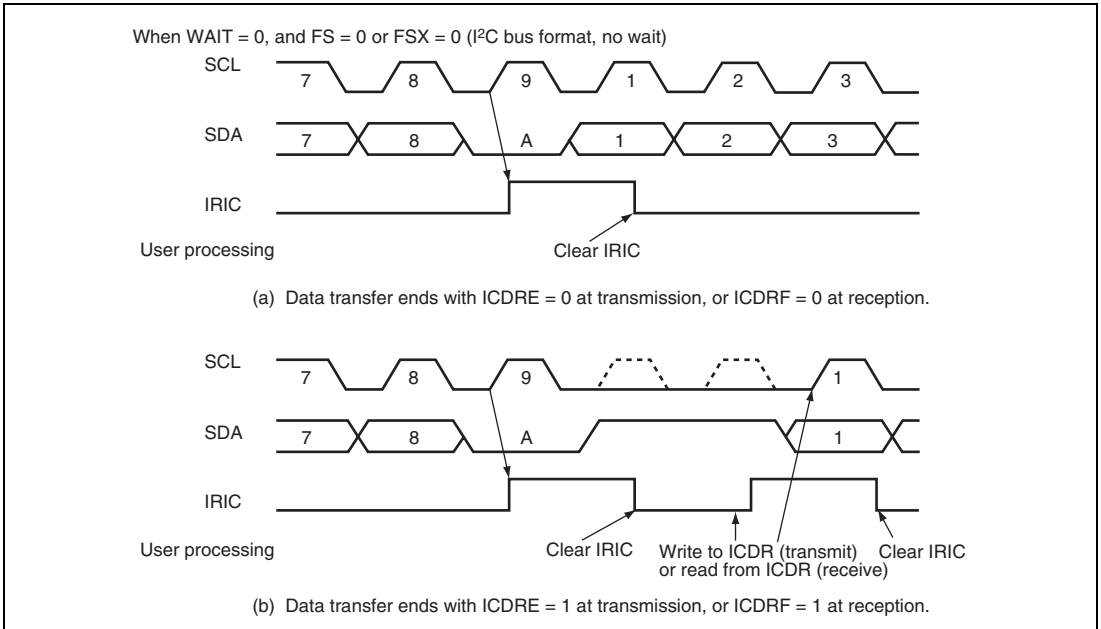 When WAIT = 0, and FS = 0 or FSX = 0 (I²C bus format, no wait)
SCL
7 8 9 1 2 3
SDA
7 8 A 1 2 3
IRIC
User processing
Clear IRIC
(a) Data transfer ends with ICDRE = 0 at transmission, or ICDRF = 0 at reception.
SCL
7 8 9 1
SDA
7 8 A 1
IRIC
User processing
Clear IRIC
Write to ICDR (transmit)
or read from ICDR (receive)
Clear IRIC
(b) Data transfer ends with ICDRE = 1 at transmission, or ICDRF = 1 at reception.